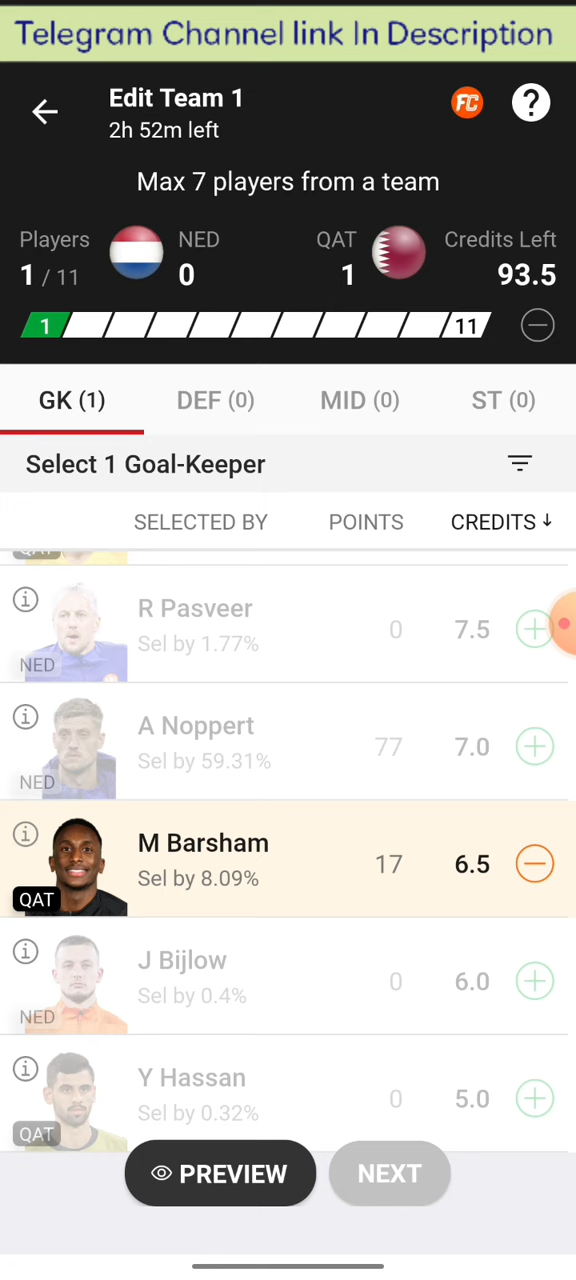 Telegram Channel link In Description
Edit Team 1
2h 52m left
FC
?
Max 7 players from a team
Players
NED
QAT
Credits Left
1 / 11
0
1
93.5
1
11
GK (1)
DEF (0)
MID (0)
ST (0)
Select 1 Goal-Keeper
SELECTED BY
POINTS
CREDITS ↓
QAT
R Pasveer
Sel by 1.77%
0
7.5
NED
A Noppert
Sel by 59.31%
77
7.0
NED
M Barsham
Sel by 8.09%
17
6.5
QAT
J Bijlow
Sel by 0.4%
0
6.0
NED
Y Hassan
Sel by 0.32%
0
5.0
QAT
PREVIEW
NEXT